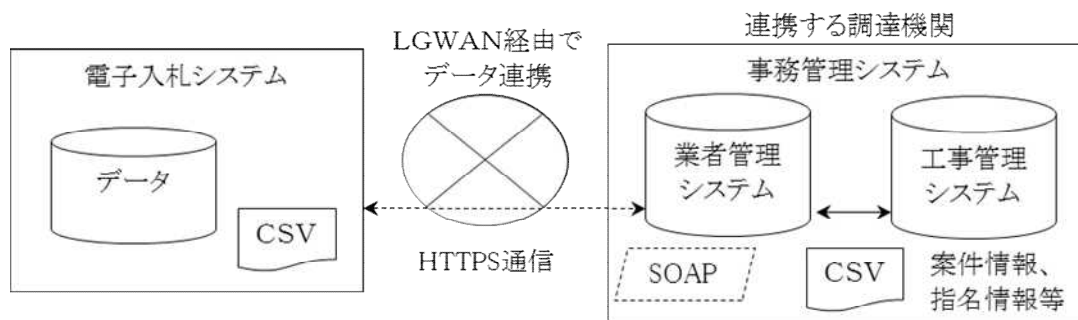 電子入札システム
データ
CSV
LGWAN経由で
データ連携
HTTPS通信
連携する調達機関
事務管理システム
業者管理
システム
工事管理
システム
SOAP
CSV
案件情報、
指名情報等